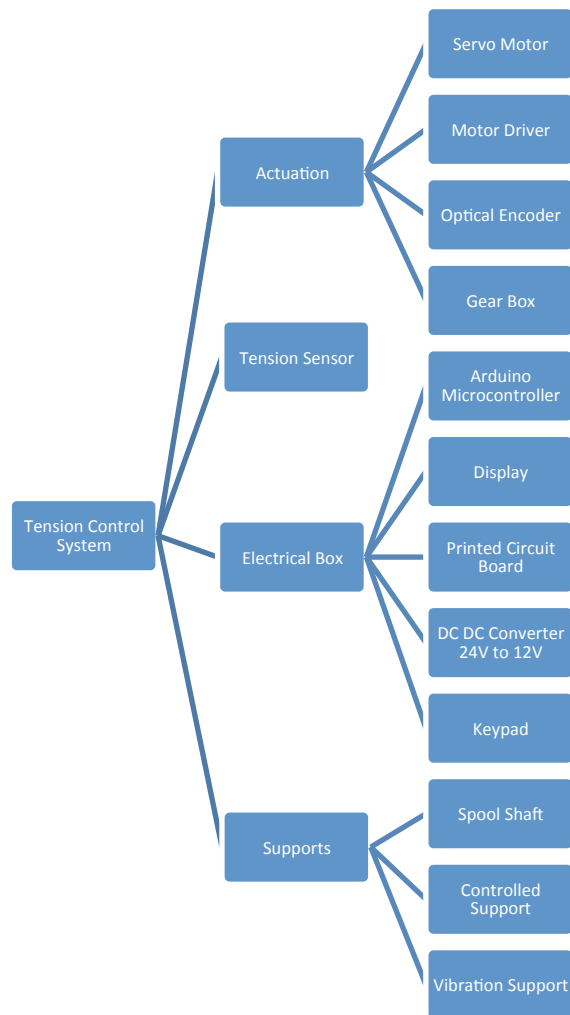 Tension Control
System
Actuation
Servo Motor
Motor Driver
Optical Encoder
Gear Box
Tension Sensor
Electrical Box
Arduino
Microcontroller
Display
Printed Circuit
Board
DC DC Converter
24V to 12V
Keypad
Supports
Spool Shaft
Controlled
Support
Vibration Support